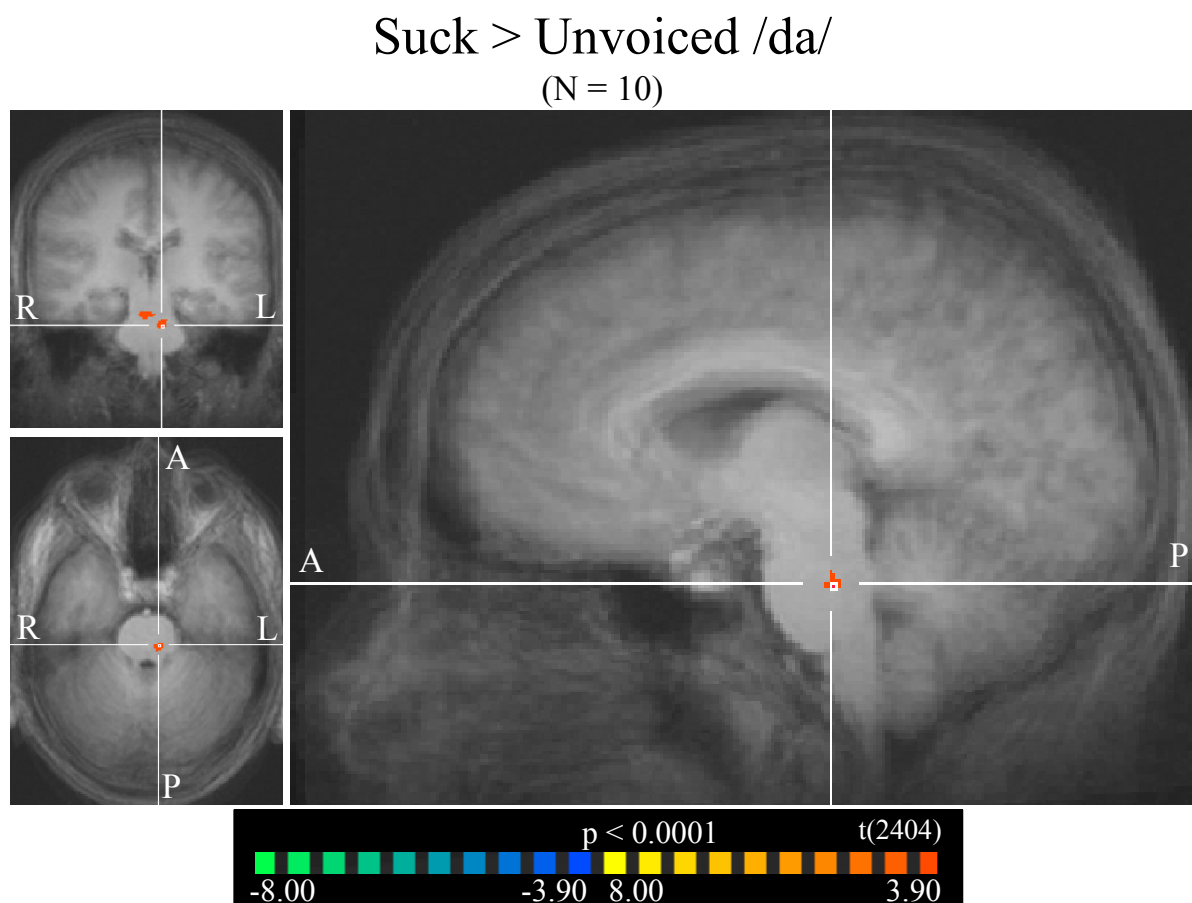 Suck > Unvoiced /da/
(N = 10)
R L
A
R L
P
A P
p < 0.0001 t(2404)
-8.00 -3.90 8.00 3.90